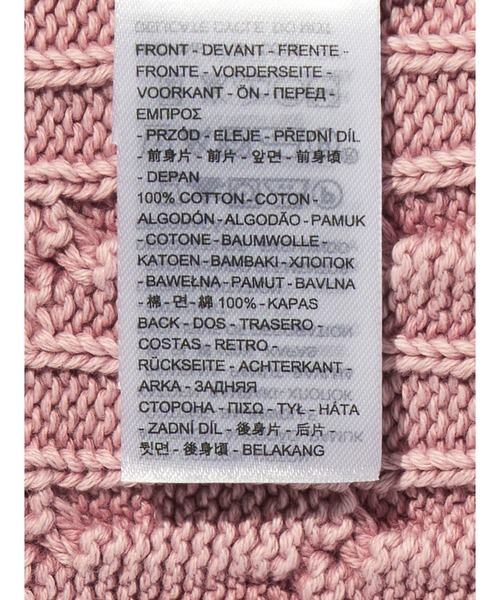 FRONT - DEVANT - FRENTE -
FRONTE - VORDERSEITE -
VOORKANT - ÖN - ПЕРЕД -
ΕΜΠΡΟΣ
- PRZÓD - ELEJE - PŘEDNÍ DÍL
- 前身片 - 前片 - 앞면 - 前身頃
- DEPAN
100% COTTON - COTON -
ALGODÓN - ALGODÃO - PAMUK
- COTONE - BAUMWOLLE -
KATOEN - BAMBAKI - ХЛОПОК
- BAWEŁNA - PAMUT - BAVLNA
- 棉 - 면 - 綿 100% - KAPAS
BACK - DOS - TRASERO -
COSTAS - RETRO -
RÜCKSEITE - ACHTERKANT -
ARKA - ЗАДНЯЯ
СТОРОНА - ΠΙΣΩ - TYŁ - HÁTA
- ZADNÍ DÍL - 後身片 - 后片 -
뒷면 - 後身頃 - BELAKANG